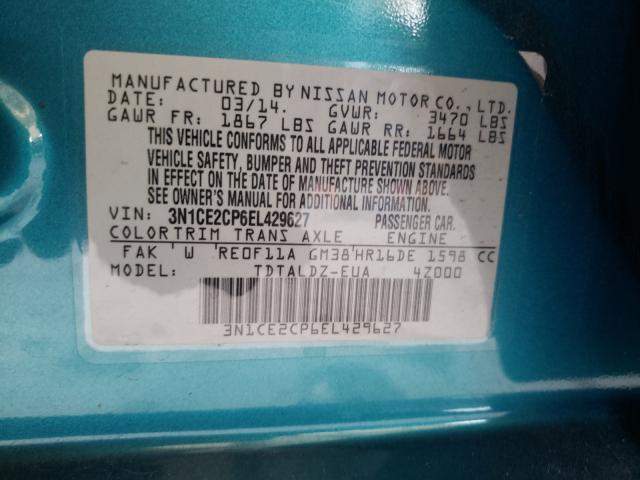 MANUFACTURED BY NISSAN MOTOR CO., LTD.
DATE: 03/14. GVWR: 3470 LBS
GAWR FR: 1867 LBS GAWR RR: 1664 LBS
THIS VEHICLE CONFORMS TO ALL APPLICABLE FEDERAL MOTOR
VEHICLE SAFETY, BUMPER AND THEFT PREVENTION STANDARDS
IN EFFECT ON THE DATE OF MANUFACTURE SHOWN ABOVE.
SEE OWNER'S MANUAL FOR ADDITIONAL INFORMATION.
VIN: 3N1CE2CP6EL429627 PASSENGER CAR.
COLOR TRIM TRANS AXLE ENGINE
FAK W RE0F11A GM38 HR16DE 1598 CC
MODEL: TDTALDZ-EUA 4Z000
3N1CE2CP6EL429627